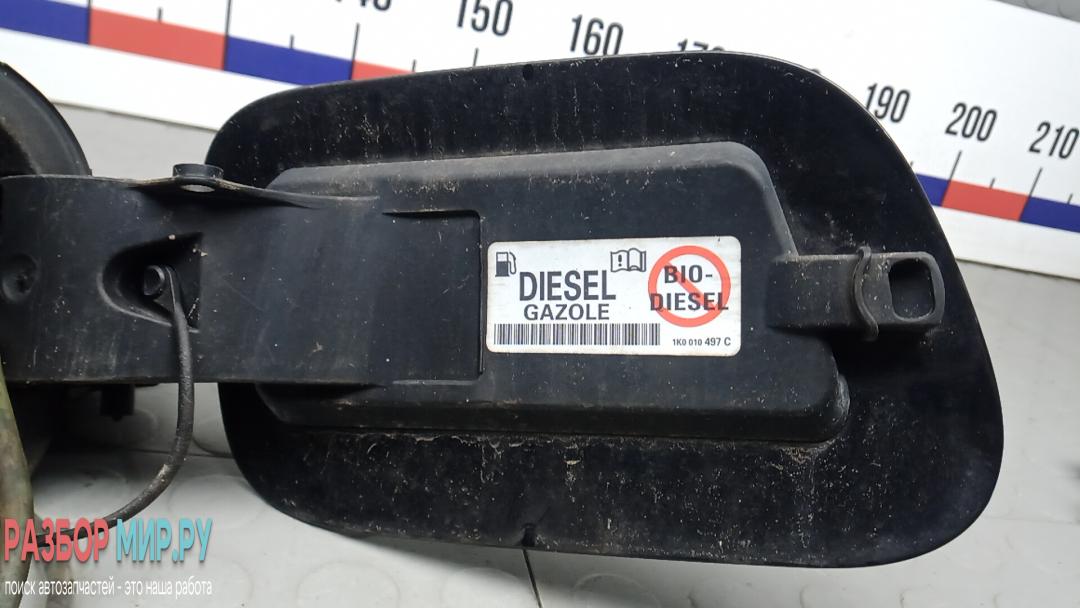 150
160
170
190
200
210
DIESEL
GAZOLE
BIO-
DIESEL
1K0 010 497 C
РАЗБОР МИР.РУ
поиск автозапчастей - это наша работа